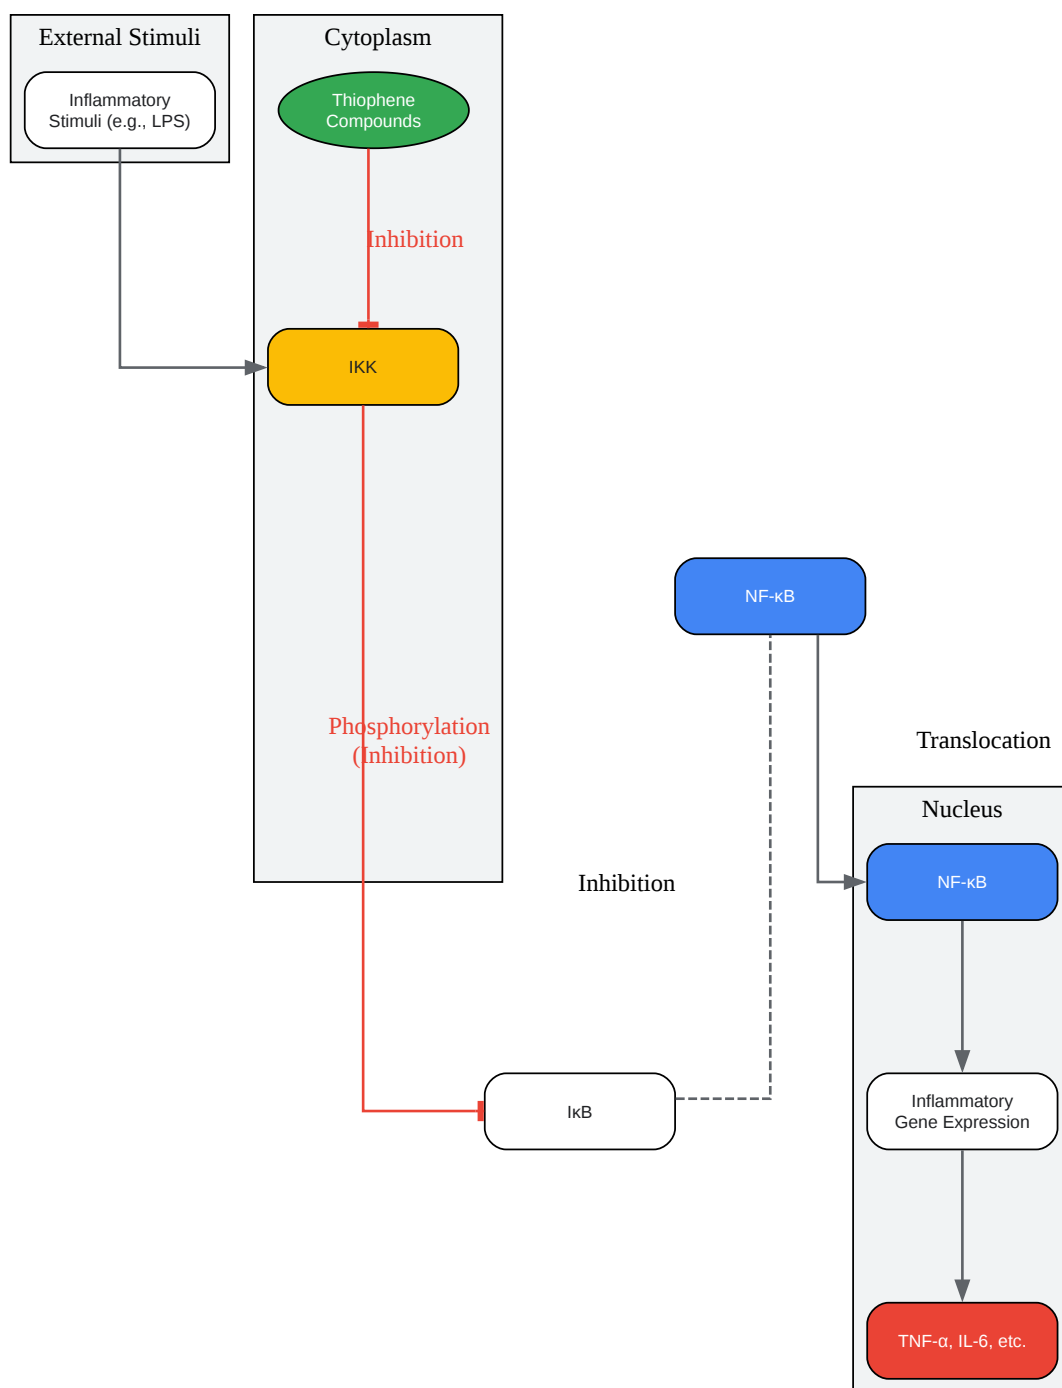 External Stimuli
Inflammatory
Stimuli (e.g., LPS)
Cytoplasm
Thiophene
Compounds
Inhibition
IKK
Phosphorylation
(Inhibition)
NF-κB
Translocation
Inhibition
IκB
Nucleus
NF-κB
Inflammatory
Gene Expression
TNF-α, IL-6, etc.